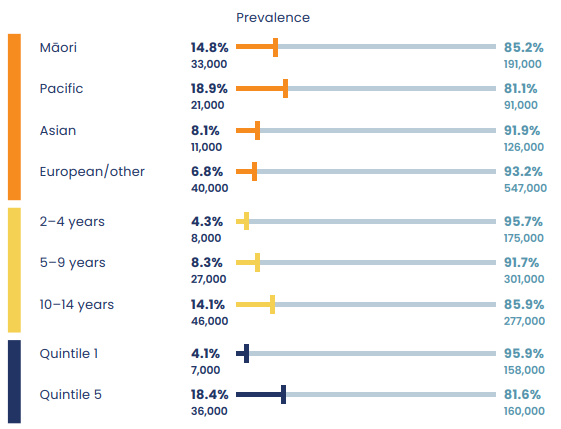 Prevalence
Māori 14.8% 85.2%
33,000 191,000
Pacific 18.9% 81.1%
21,000 91,000
Asian 8.1% 91.9%
11,000 126,000
European/other 6.8% 93.2%
40,000 547,000
2–4 years 4.3% 95.7%
8,000 175,000
5–9 years 8.3% 91.7%
27,000 301,000
10–14 years 14.1% 85.9%
46,000 277,000
Quintile 1 4.1% 95.9%
7,000 158,000
Quintile 5 18.4% 81.6%
36,000 160,000